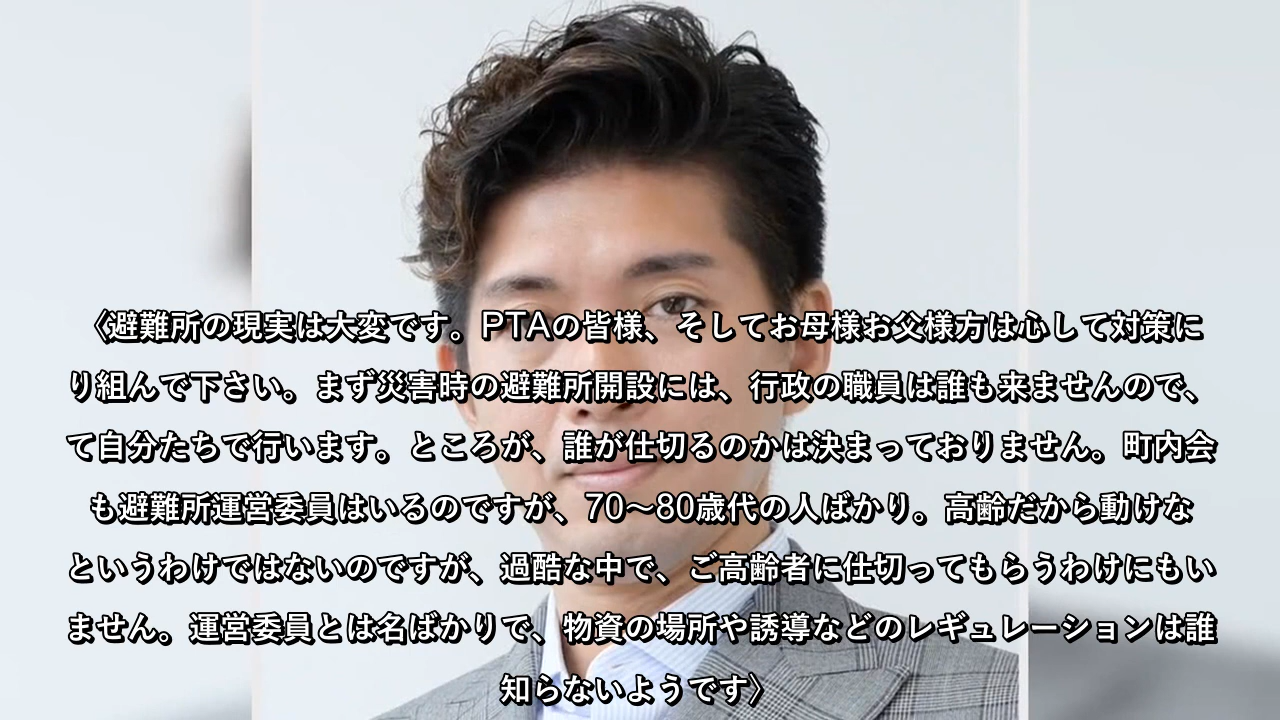 〈避難所の現実は大変です。PTAの皆様、そしてお母様お父様方は心して対策に
り組んで下さい。まず災害時の避難所開設には、行政の職員は誰も来ませんので、
て自分たちで行います。ところが、誰が仕切るのかは決まっておりません。町内会
も避難所運営委員はいるのですが、70〜80歳代の人ばかり。高齢だから動けな
というわけではないのですが、過酷な中で、ご高齢者に仕切ってもらうわけにもい
ません。運営委員とは名ばかりで、物資の場所や誘導などのレギュレーションは誰
知らないようです〉